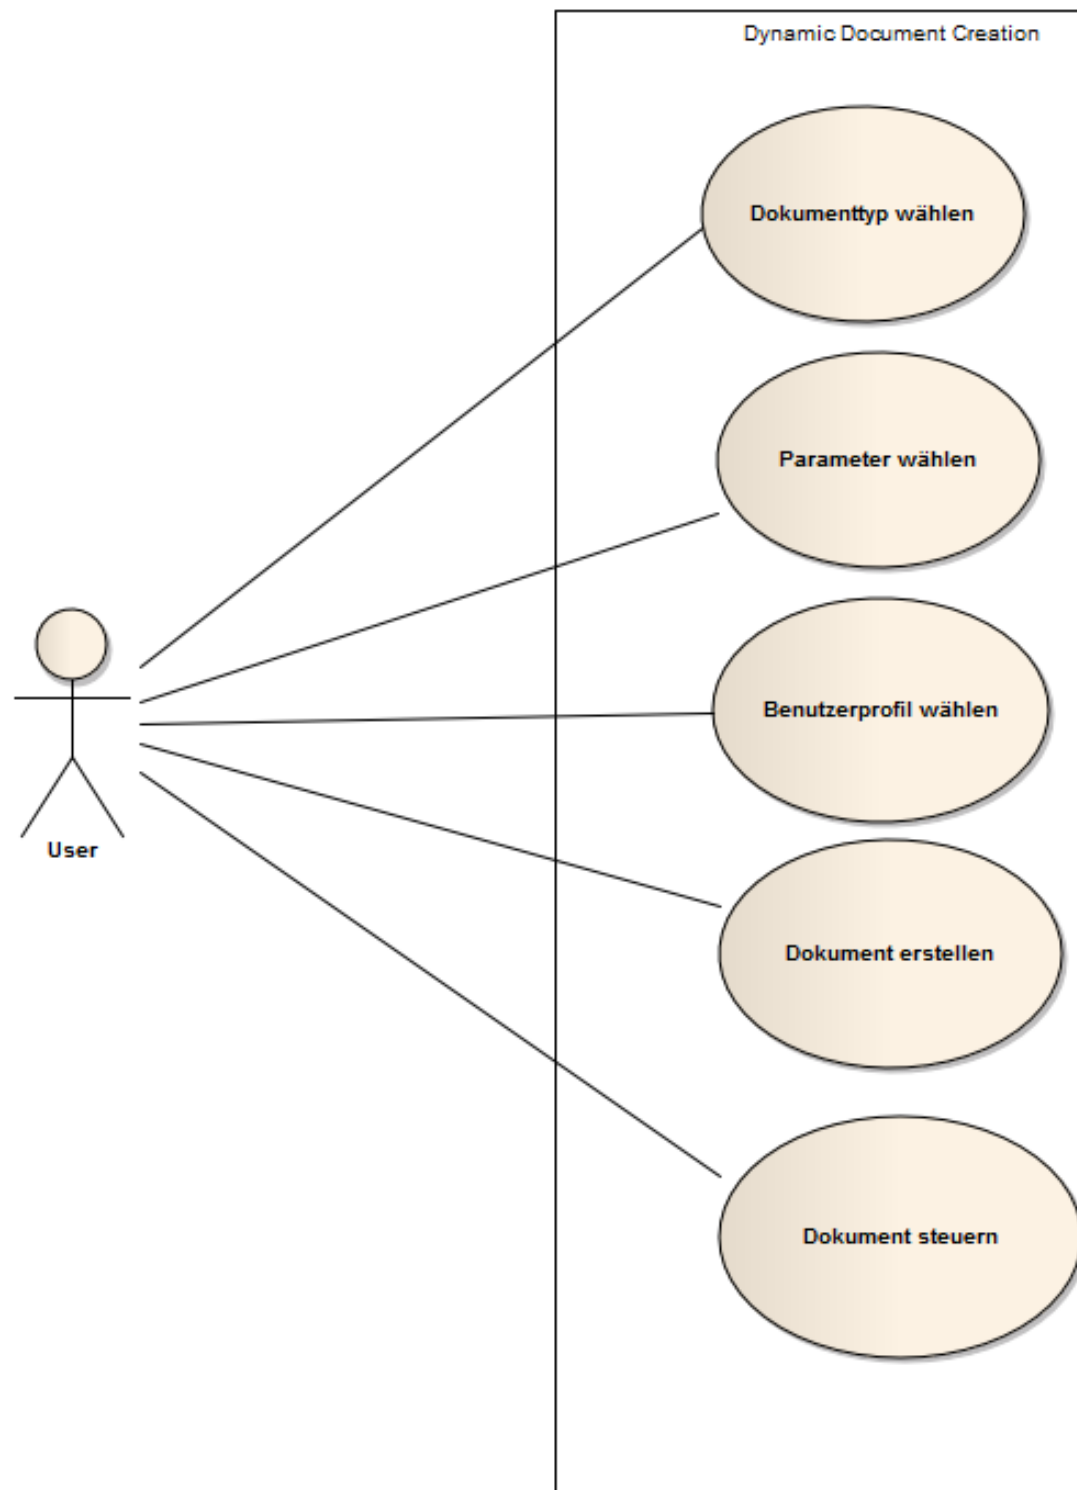 Dynamic Document Creation
Dokumenttyp wählen
Parameter wählen
Benutzerprofil wählen
User
Dokument erstellen
Dokument steuern